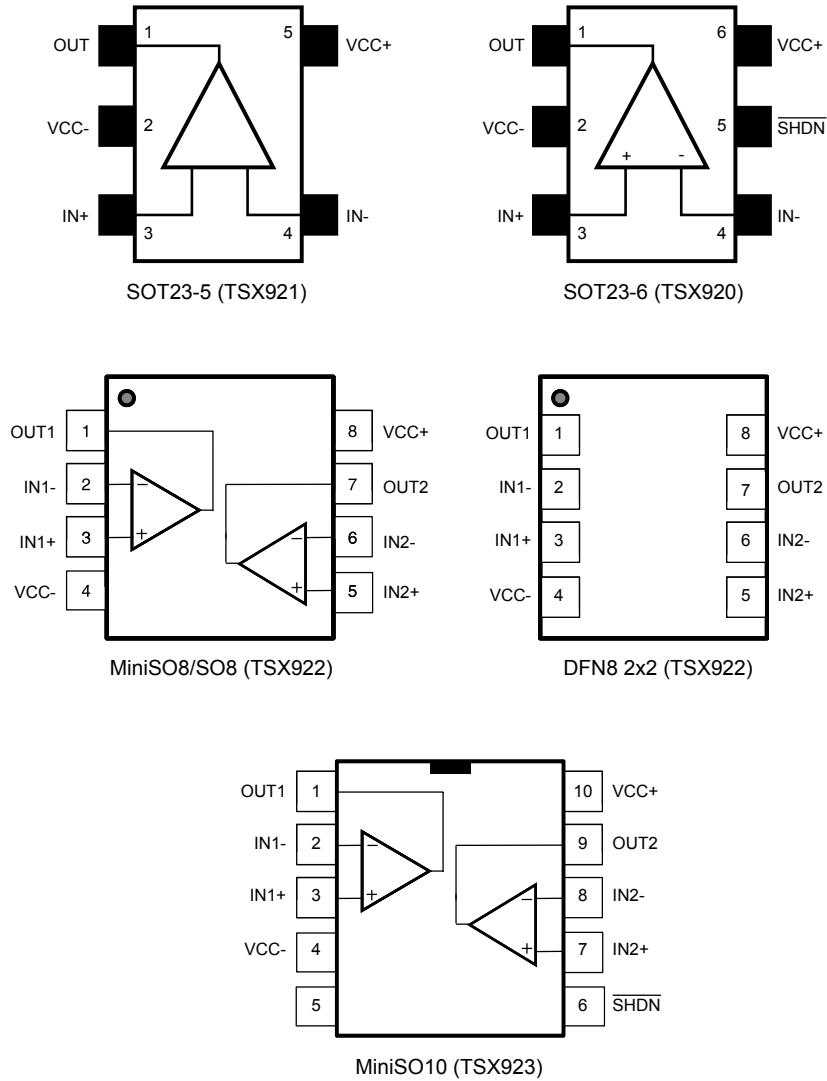 OUT 1 5 VCC+
VCC- 2
IN+ 3 4 IN-
SOT23-5 (TSX921)
OUT 1 6 VCC+
VCC- 2 5 SHDN
+ -
IN+ 3 4 IN-
SOT23-6 (TSX920)
OUT1 1 8 VCC+
IN1- 2 − 7 OUT2
IN1+ 3 + − 6 IN2-
VCC- 4 + 5 IN2+
MiniSO8/SO8 (TSX922)
OUT1 1 8 VCC+
IN1- 2 7 OUT2
IN1+ 3 6 IN2-
VCC- 4 5 IN2+
DFN8 2x2 (TSX922)
OUT1 1 10 VCC+
IN1- 2 − 9 OUT2
IN1+ 3 + − 8 IN2-
VCC- 4 + 7 IN2+
5 6 SHDN
MiniSO10 (TSX923)